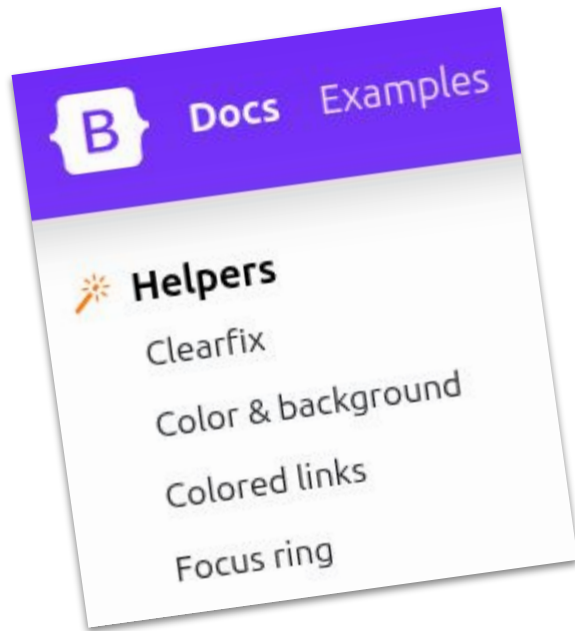 B Docs Examples
Helpers
Clearfix
Color & background
Colored links
Focus ring